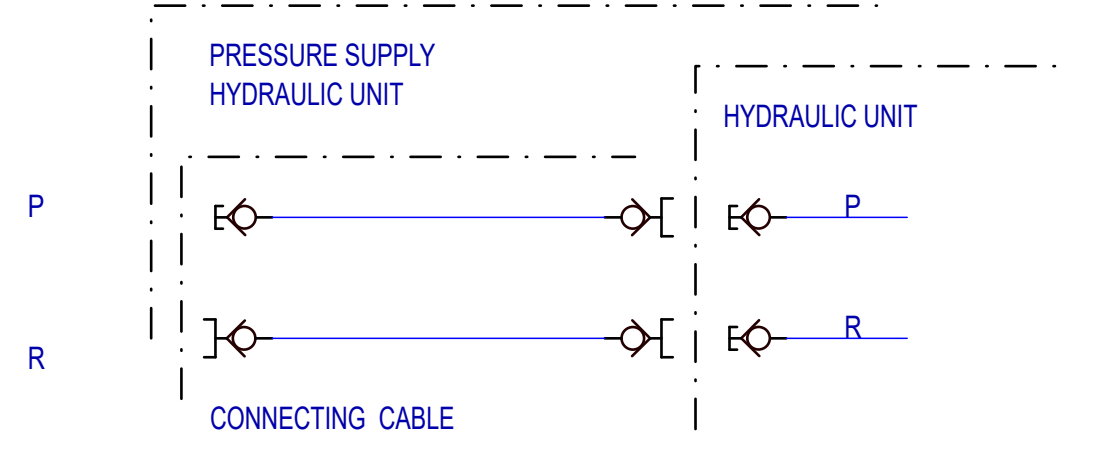 PRESSURE SUPPLY
HYDRAULIC UNIT
HYDRAULIC UNIT
P
P
R
R
CONNECTING CABLE